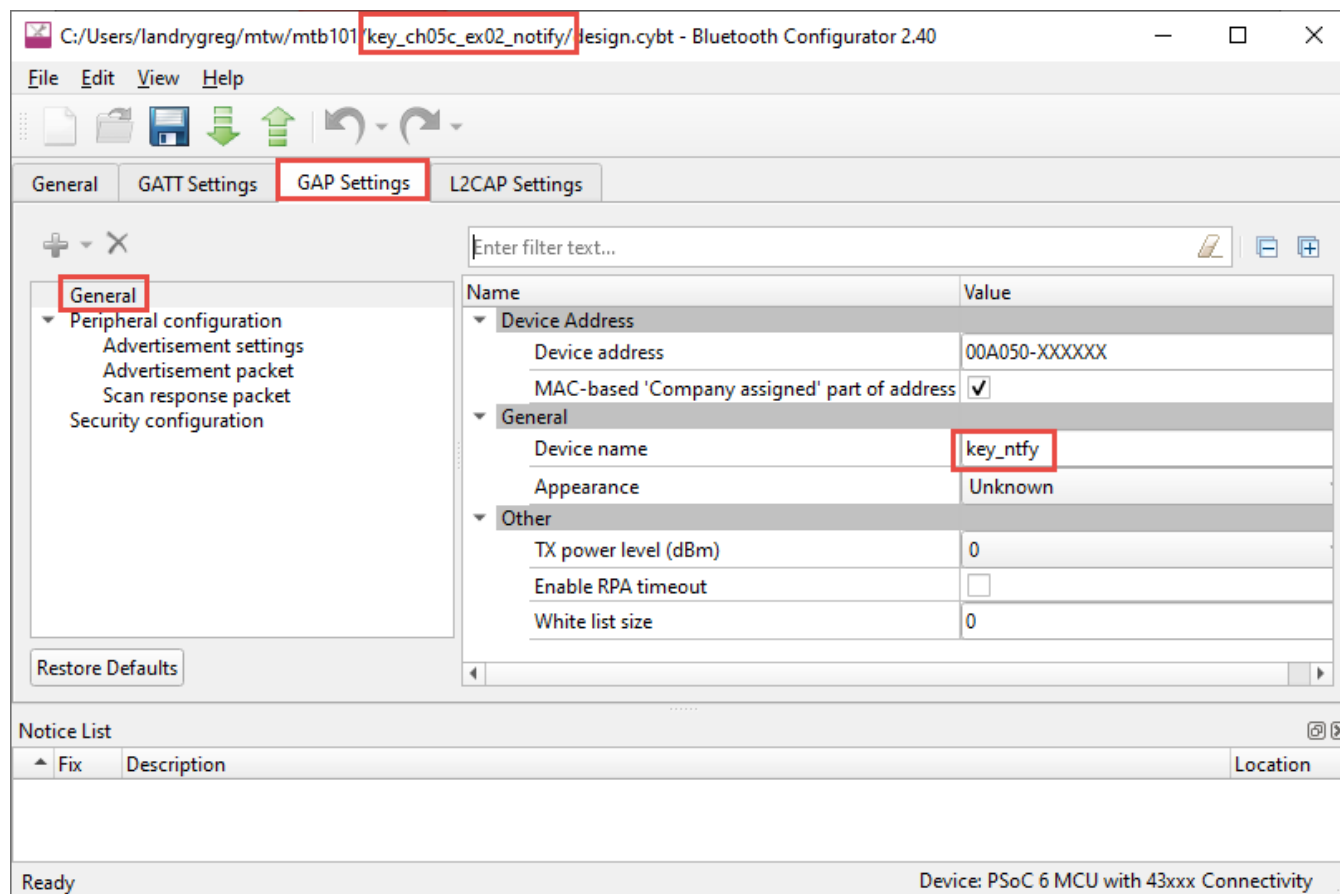 C:/Users/landrygreg/mtw/mtb101/key_ch05c_ex02_notify/design.cybt - Bluetooth Configurator 2.40
File Edit View Help
General GATT Settings GAP Settings L2CAP Settings
Enter filter text...
General
Peripheral configuration
Advertisement settings
Advertisement packet
Scan response packet
Security configuration
Restore Defaults
Name Value
Device Address
Device address 00A050-XXXXXX
MAC-based 'Company assigned' part of address
General
Device name key_ntfy
Appearance Unknown
Other
TX power level (dBm) 0
Enable RPA timeout
White list size 0
Notice List
Fix Description Location
Ready Device: PSoC 6 MCU with 43xxx Connectivity